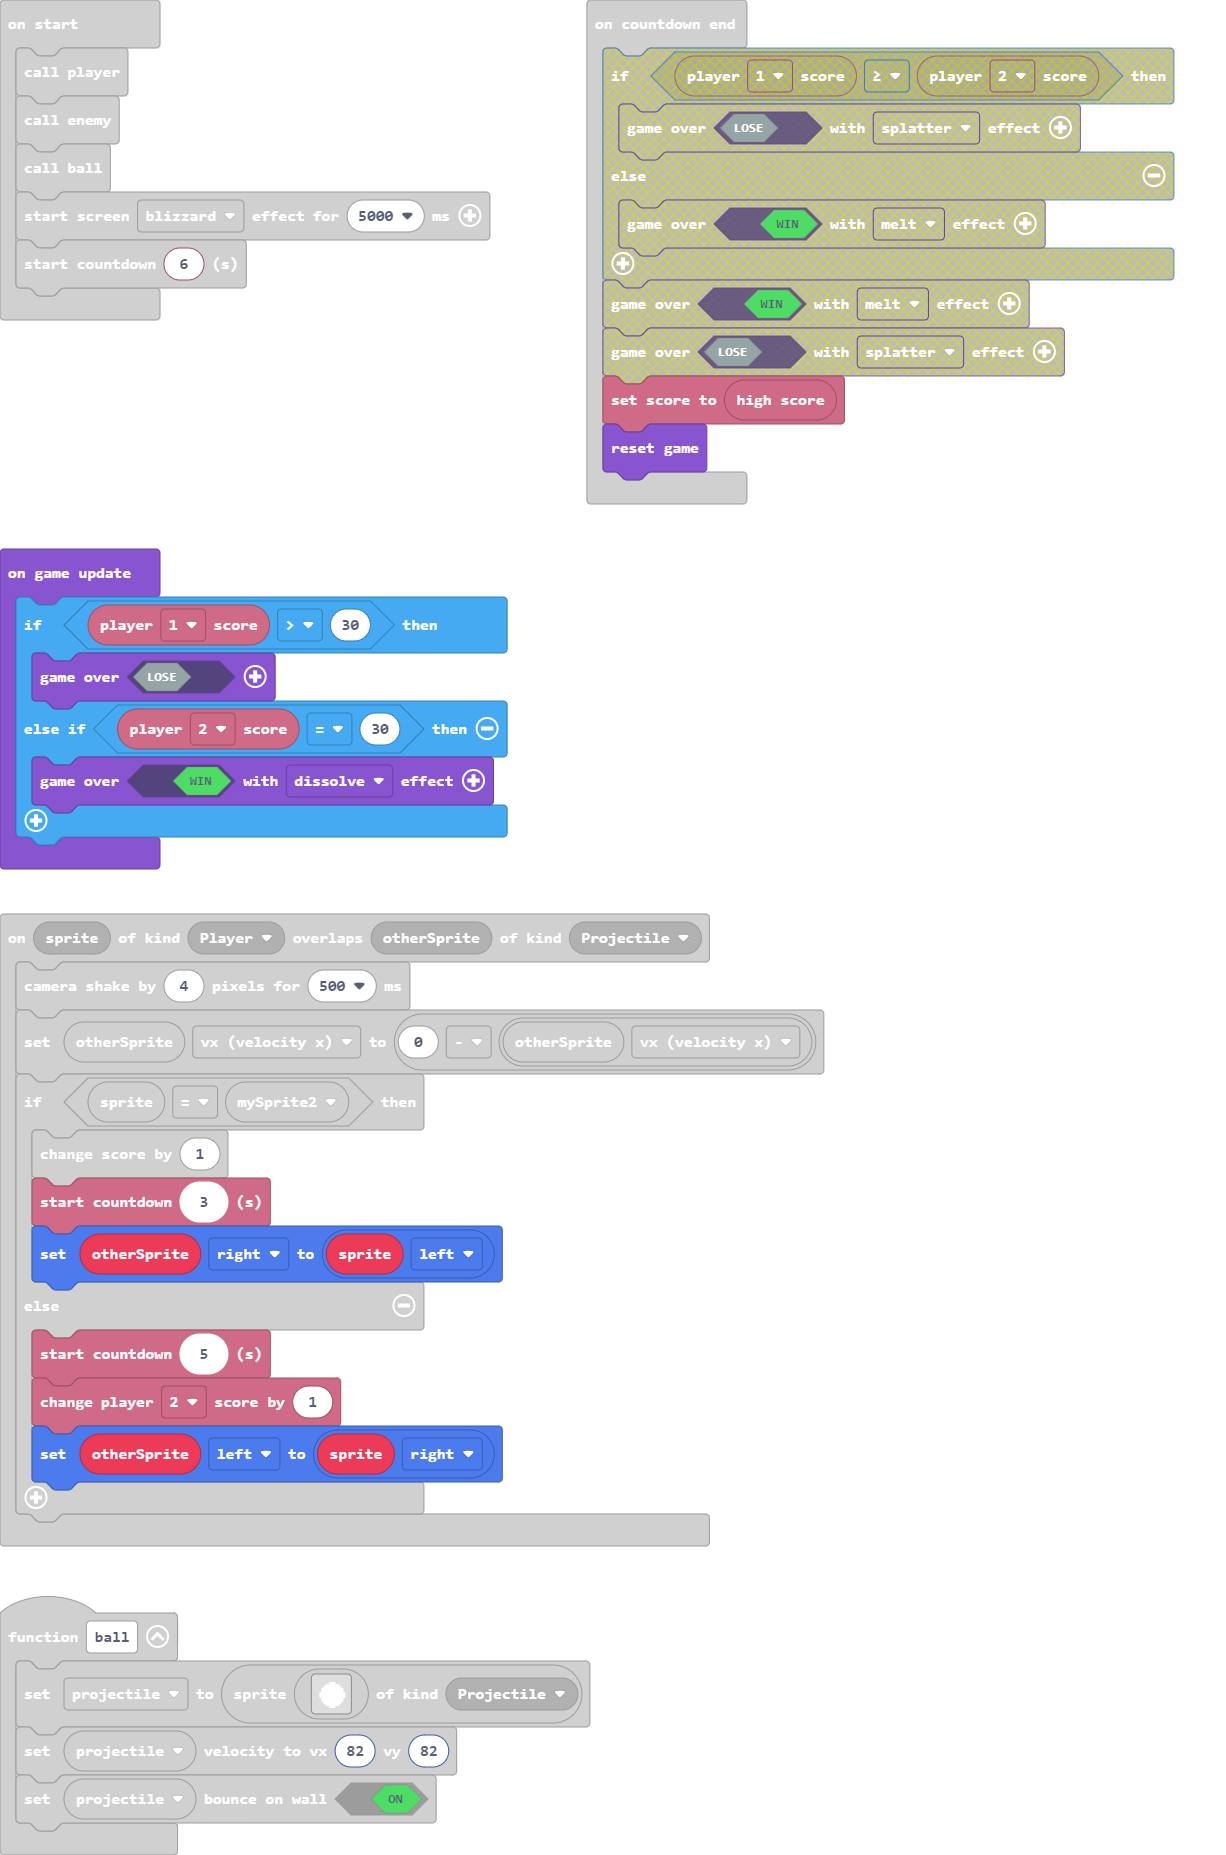 on start
call player
call enemy
call ball
start screen blizzard effect for 5000 ms
start countdown 6 (s)
on countdown end
if player 1 score ≥ player 2 score then
game over LOSE with splatter effect
else
game over WIN with melt effect
game over WIN with melt effect
game over LOSE with splatter effect
set score to high score
reset game
on game update
if player 1 score > 30 then
game over LOSE
else if player 2 score = 30 then
game over WIN with dissolve effect
on sprite of kind Player overlaps otherSprite of kind Projectile
camera shake by 4 pixels for 500 ms
set otherSprite vx (velocity x) to 0 - otherSprite vx (velocity x)
if sprite = mySprite2 then
change score by 1
start countdown 3 (s)
set otherSprite right to sprite left
else
start countdown 5 (s)
change player 2 score by 1
set otherSprite left to sprite right
function ball
set projectile to sprite of kind Projectile
set projectile velocity to vx 82 vy 82
set projectile bounce on wall ON